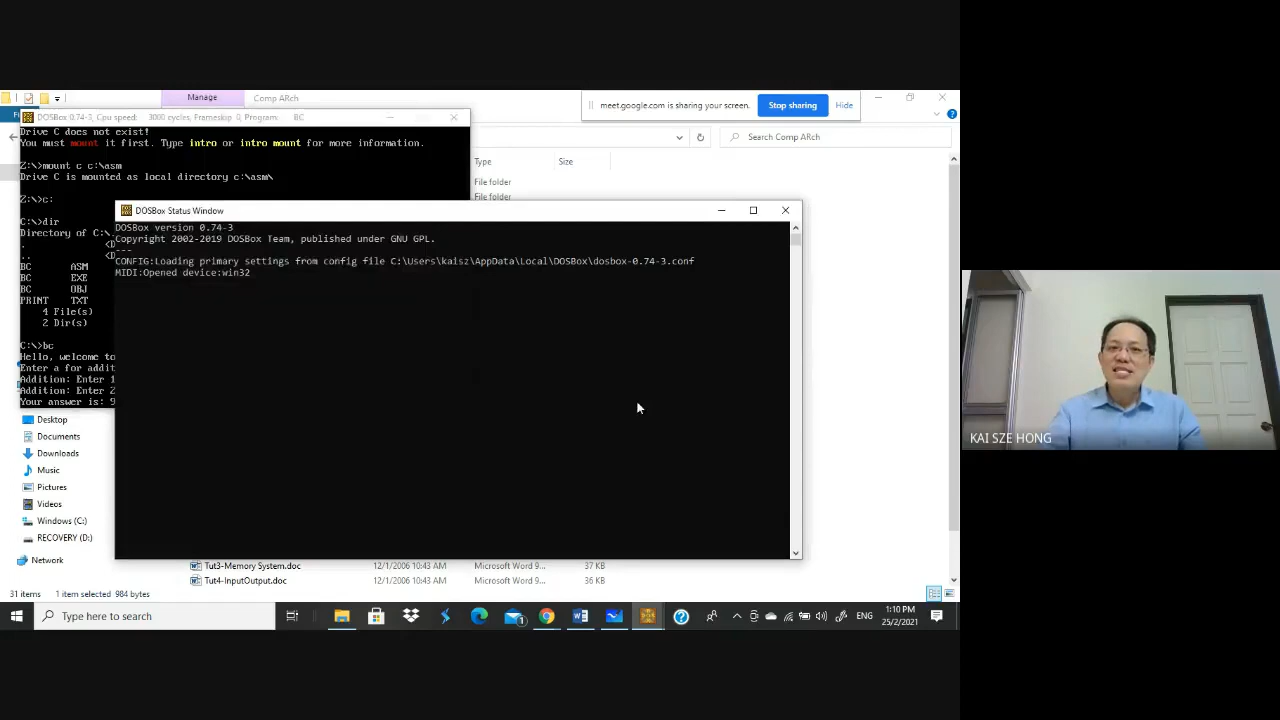 Manage
Comp ARch
meet.google.com is sharing your screen.
Stop sharing
Hide
DOSBox 0.74-3, Cpu speed: 3000 cycles, Frameskip 0, Program: BC
Drive C does not exist!
You must mount it first. Type intro or intro mount for more information.
Search Comp ARch
Z:\>mount c c:\asm
Drive C is mounted as local directory c:\asm\
Type
Size
File folder
File folder
Z:\>c:
C:\>dir
Directory of C:\.
.
..
BC ASM
BC EXE
BC OBJ
PRINT TXT
4 File(s)
2 Dir(s)
C:\>bc
Hello, welcome to
Enter a for addit
Addition: Enter 1
Addition: Enter 2
Your answer is: 9
DOSBox Status Window
DOSBox version 0.74-3
Copyright 2002-2019 DOSBox Team, published under GNU GPL.
---
CONFIG:Loading primary settings from config file C:\Users\kaisz\AppData\Local\DOSBox\dosbox-0.74-3.conf
MIDI:Opened device:win32
Desktop
Documents
Downloads
Music
Pictures
Videos
Windows (C:)
RECOVERY (D:)
Network
Tut3-Memory System.doc 12/1/2006 10:43 AM Microsoft Word 9... 37 KB
Tut4-InputOutput.doc 12/1/2006 10:43 AM Microsoft Word 9... 36 KB
31 items 1 item selected 984 bytes
Type here to search
1
ENG
1:10 PM
25/2/2021
KAI SZE HONG